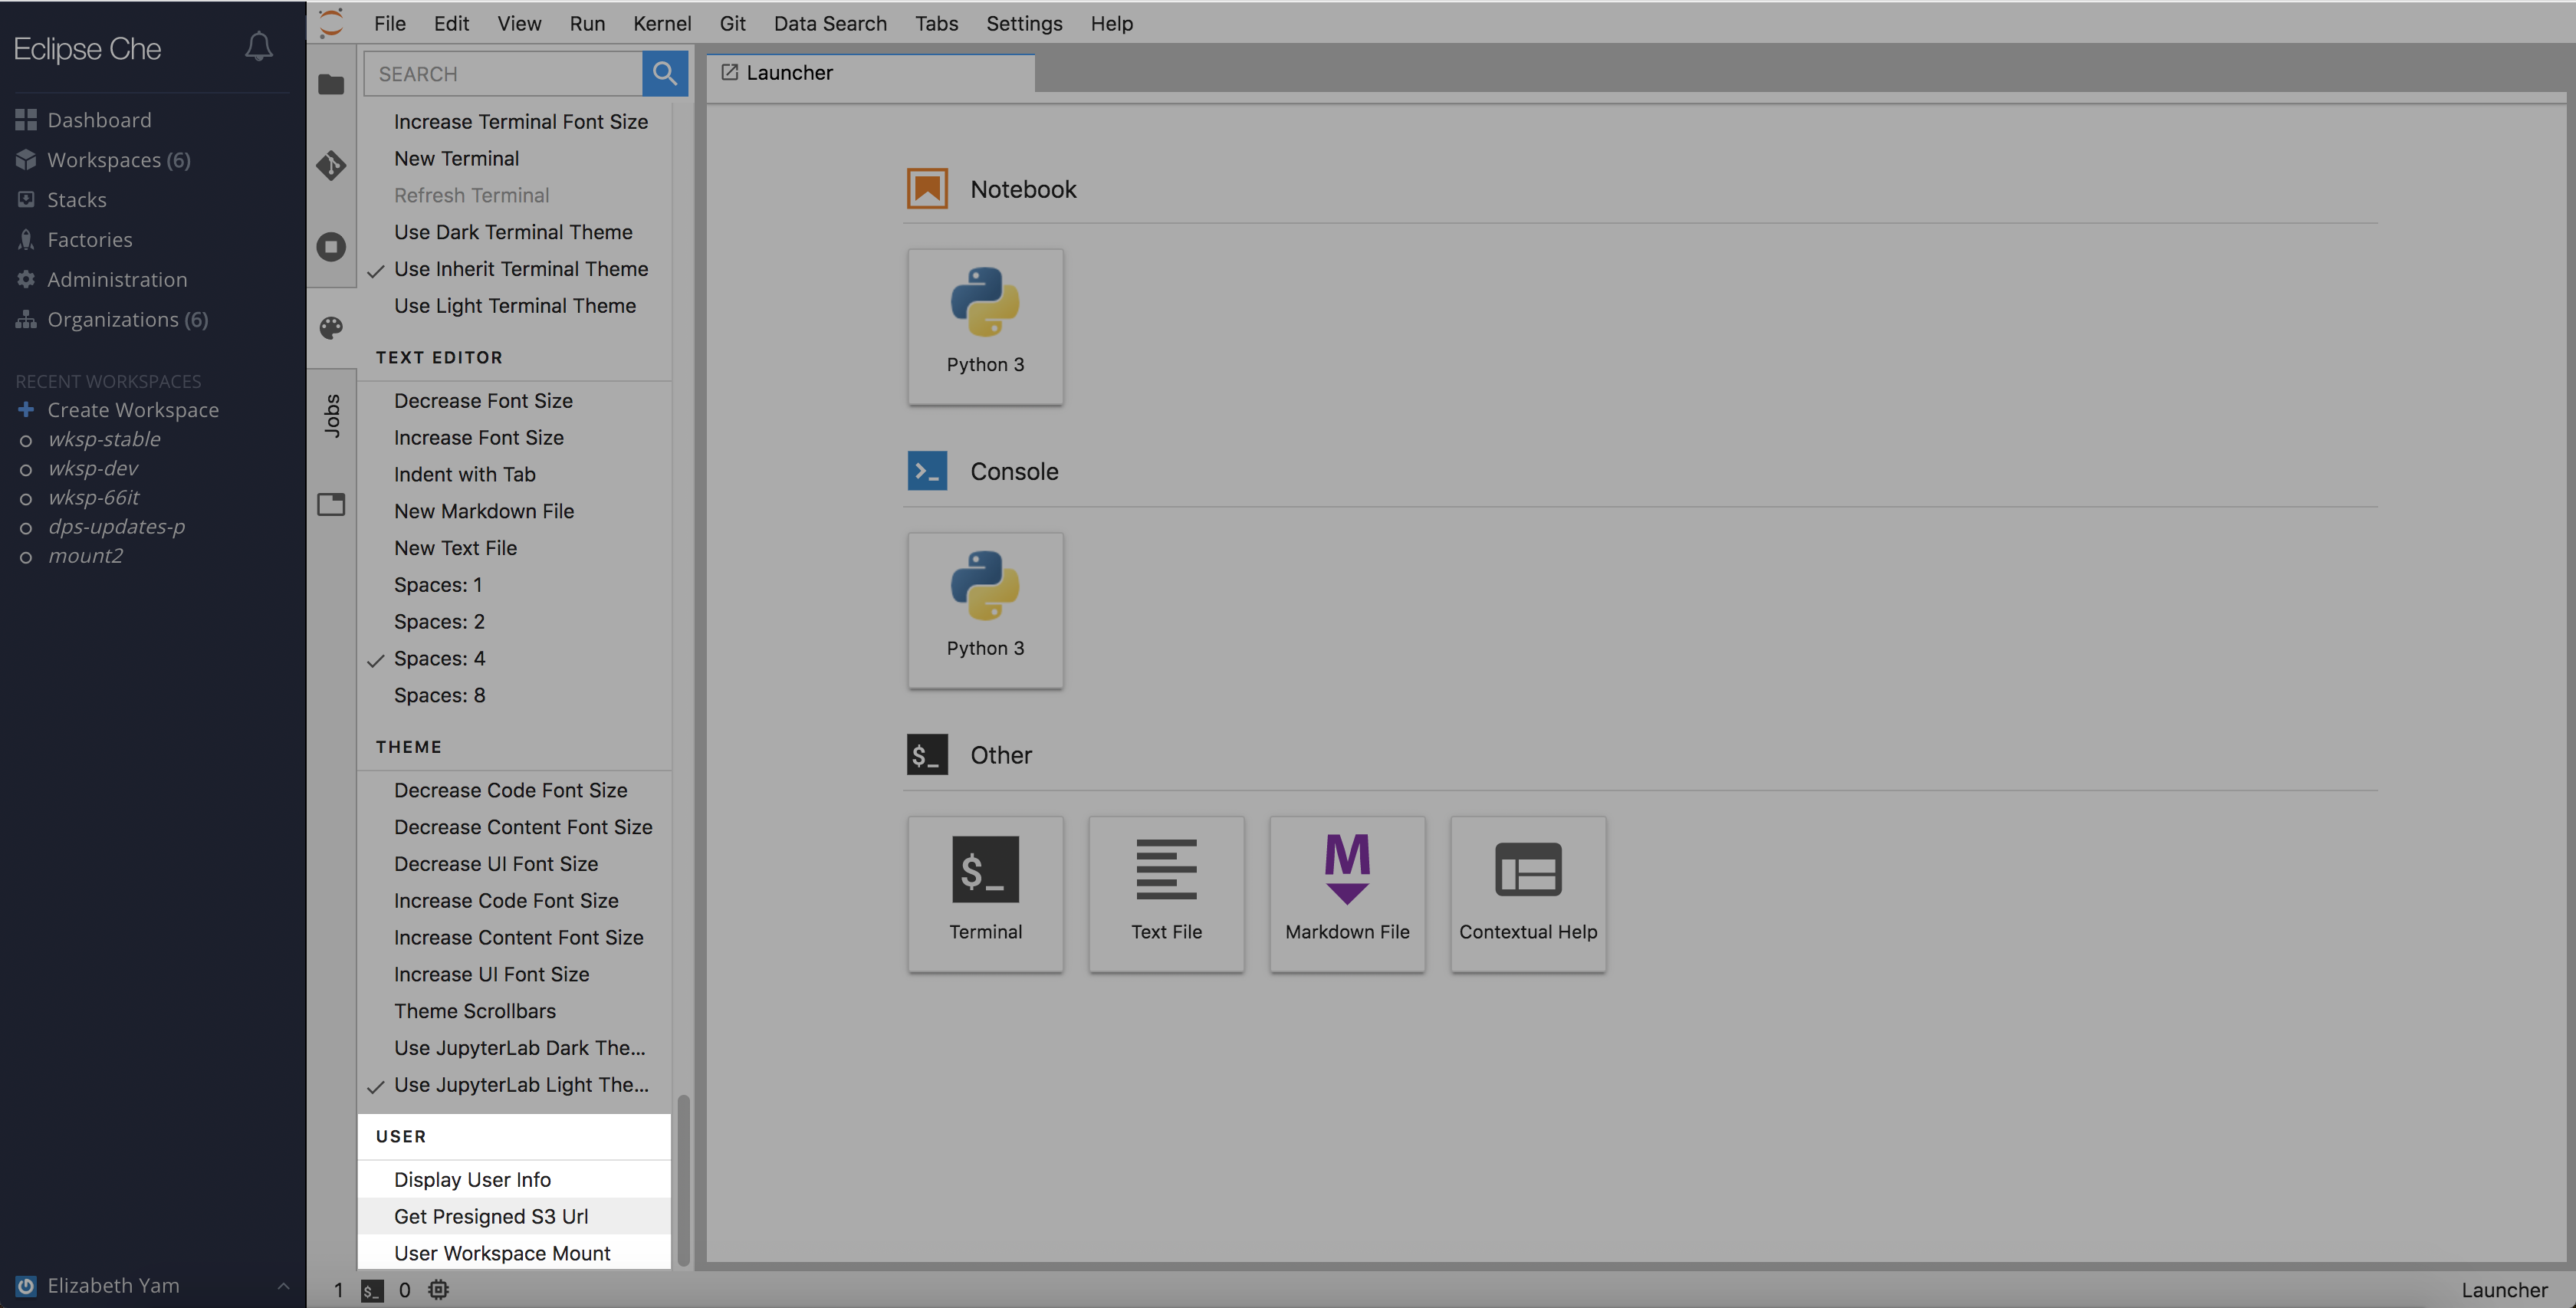 Eclipse Che
Dashboard
Workspaces (6)
Stacks
Factories
Administration
Organizations (6)
RECENT WORKSPACES
Create Workspace
wksp-stable
wksp-dev
wksp-66it
dps-updates-p
mount2
Elizabeth Yam
File Edit View Run Kernel Git Data Search Tabs Settings Help
Jobs
SEARCH
Increase Terminal Font Size
New Terminal
Refresh Terminal
Use Dark Terminal Theme
Use Inherit Terminal Theme
Use Light Terminal Theme
TEXT EDITOR
Decrease Font Size
Increase Font Size
Indent with Tab
New Markdown File
New Text File
Spaces: 1
Spaces: 2
Spaces: 4
Spaces: 8
THEME
Decrease Code Font Size
Decrease Content Font Size
Decrease UI Font Size
Increase Code Font Size
Increase Content Font Size
Increase UI Font Size
Theme Scrollbars
Use JupyterLab Dark The...
Use JupyterLab Light The...
USER
Display User Info
Get Presigned S3 Url
User Workspace Mount
Launcher
Notebook
Python 3
>_ Console
Python 3
$_ Other
$_ M
Terminal Text File Markdown File Contextual Help
1 $_ 0
Launcher